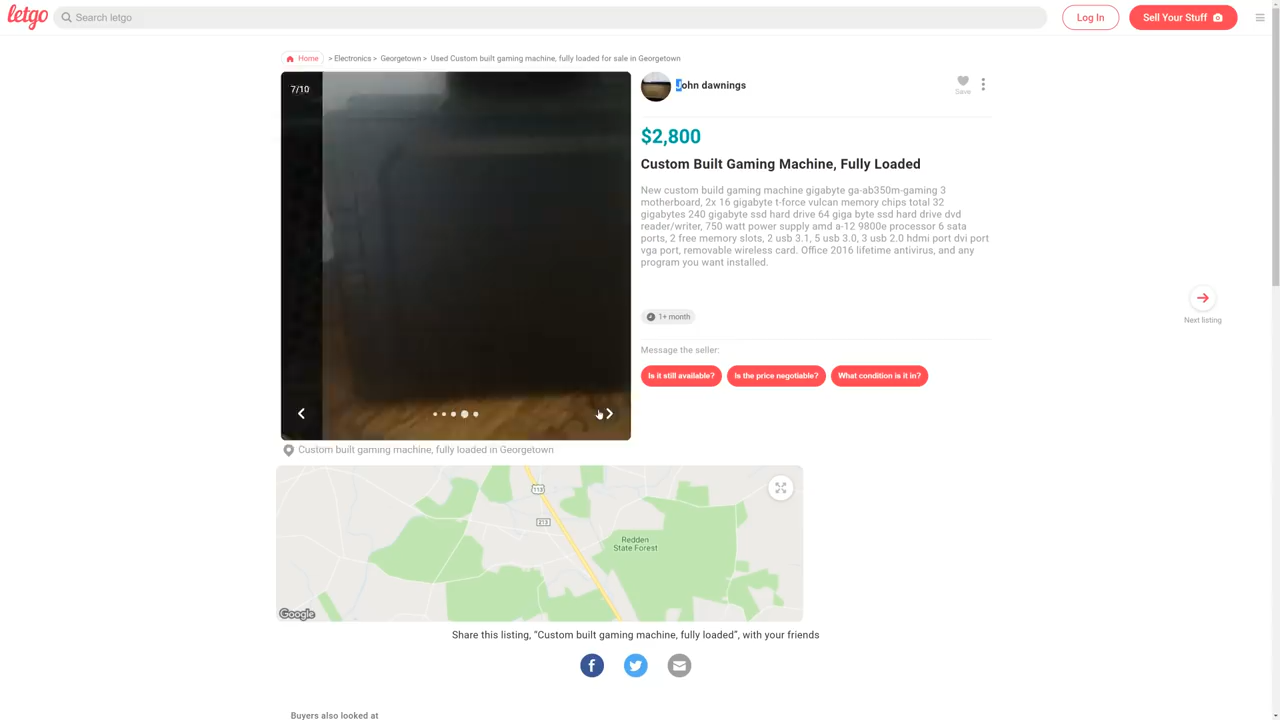 letgo
Search letgo
Log In
Sell Your Stuff
Home > Electronics > Georgetown > Used Custom built gaming machine, fully loaded for sale in Georgetown
7/10
John dawnings
Save
$2,800
Custom Built Gaming Machine, Fully Loaded
New custom build gaming machine gigabyte ga-ab350m-gaming 3
motherboard, 2x 16 gigabyte t-force vulcan memory chips total 32
gigabytes 240 gigabyte ssd hard drive 64 giga byte ssd hard drive dvd
reader/writer, 750 watt power supply amd a-12 9800e processor 6 sata
ports, 2 free memory slots, 2 usb 3.1, 5 usb 3.0, 3 usb 2.0 hdmi port dvi port
vga port, removable wireless card. Office 2016 lifetime antivirus, and any
program you want installed.
1+ month
Next listing
Message the seller:
Is it still available?
Is the price negotiable?
What condition is it in?
Custom built gaming machine, fully loaded in Georgetown
113
213
Redden
State Forest
Google
Share this listing, “Custom built gaming machine, fully loaded”, with your friends
Buyers also looked at